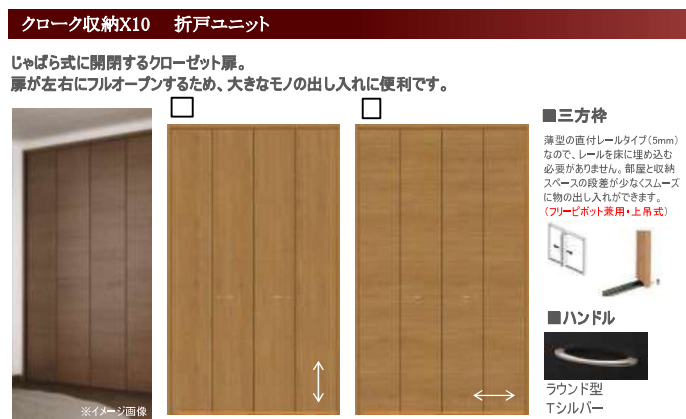 クローク収納X10　折戸ユニット
じゃばら式に開閉するクローゼット扉。
扉が左右にフルオープンするため、大きなモノの出し入れに便利です。
※イメージ画像
■三方枠
薄型の直付レールタイプ（5mm）
なので、レールを床に埋め込む
必要がありません。部屋と収納
スペースの段差が少なくスムーズ
に物の出し入れができます。
（フリーピボット兼用・上吊式）
■ハンドル
ラウンド型
Tシルバー